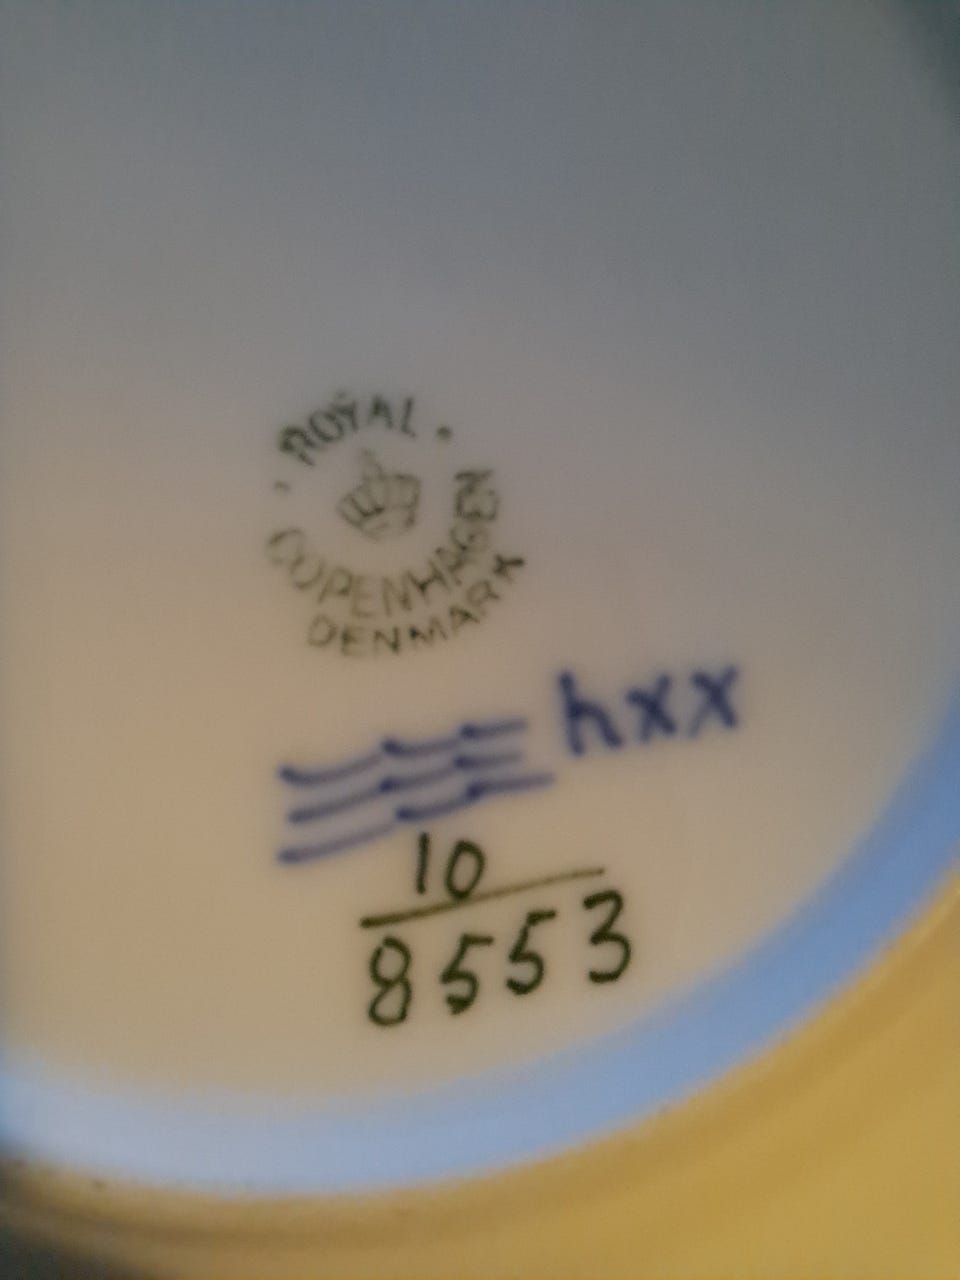 ROYAL
COPENHAGEN
DENMARK
hxx
10
8553